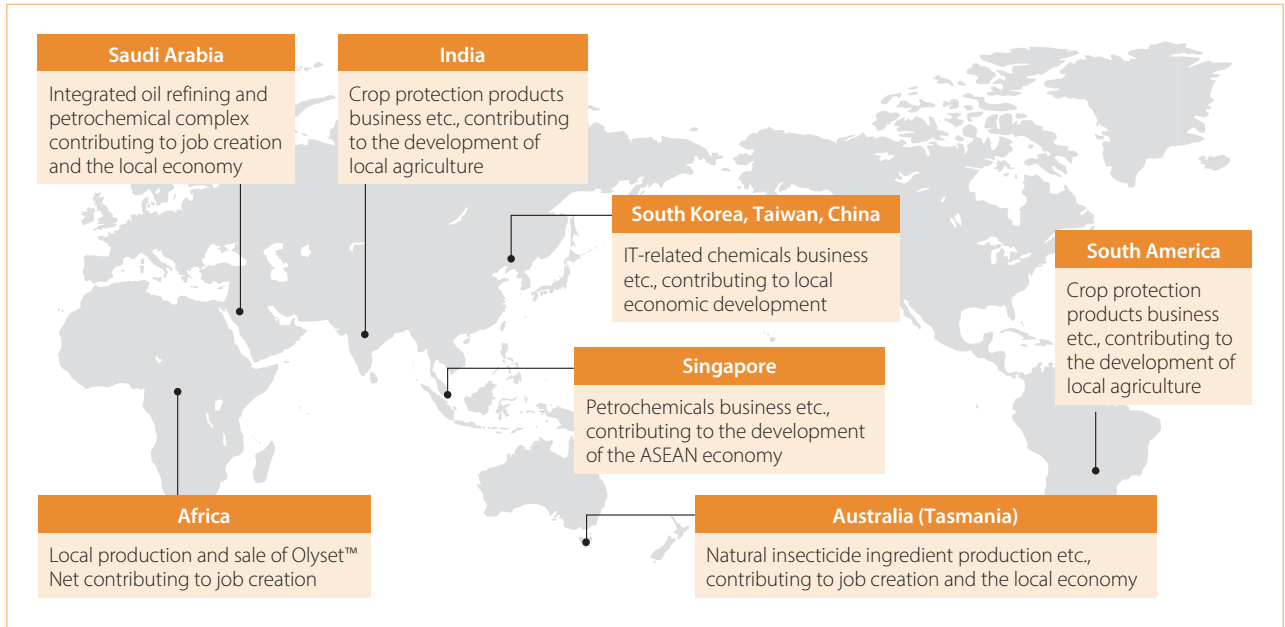 Saudi Arabia
Integrated oil refining and
petrochemical complex
contributing to job creation
and the local economy
India
Crop protection products
business etc., contributing
to the development of
local agriculture
South Korea, Taiwan, China
IT-related chemicals business
etc., contributing to local
economic development
South America
Crop protection
products business
etc., contributing to
the development of
local agriculture
Singapore
Petrochemicals business etc.,
contributing to the development
of the ASEAN economy
Africa
Local production and sale of Olyset™
Net contributing to job creation
Australia (Tasmania)
Natural insecticide ingredient production etc.,
contributing to job creation and the local economy